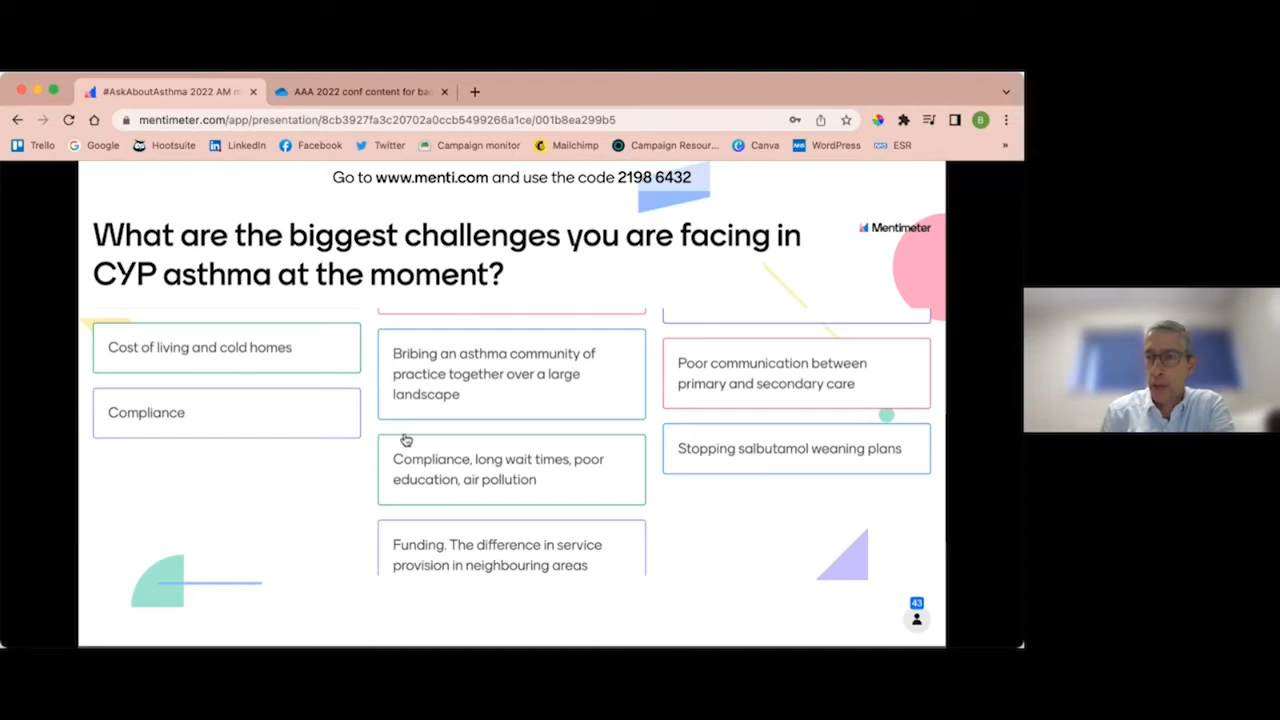 #AskAboutAsthma 2022 AM m
AAA 2022 conf content for ba
mentimeter.com/app/presentation/8cb3927fa3c20702a0ccb5499266a1ce/001b8ea299b5
B
Trello
Google
Hootsuite
LinkedIn
Facebook
Twitter
Campaign monitor
Mailchimp
Campaign Resour...
Canva
WordPress
ESR
Go to www.menti.com and use the code 2198 6432
What are the biggest challenges you are facing in
CYP asthma at the moment?
Mentimeter
Cost of living and cold homes
Compliance
Bribing an asthma community of
practice together over a large
landscape
Compliance, long wait times, poor
education, air pollution
Funding. The difference in service
provision in neighbouring areas
Poor communication between
primary and secondary care
Stopping salbutamol weaning plans
43